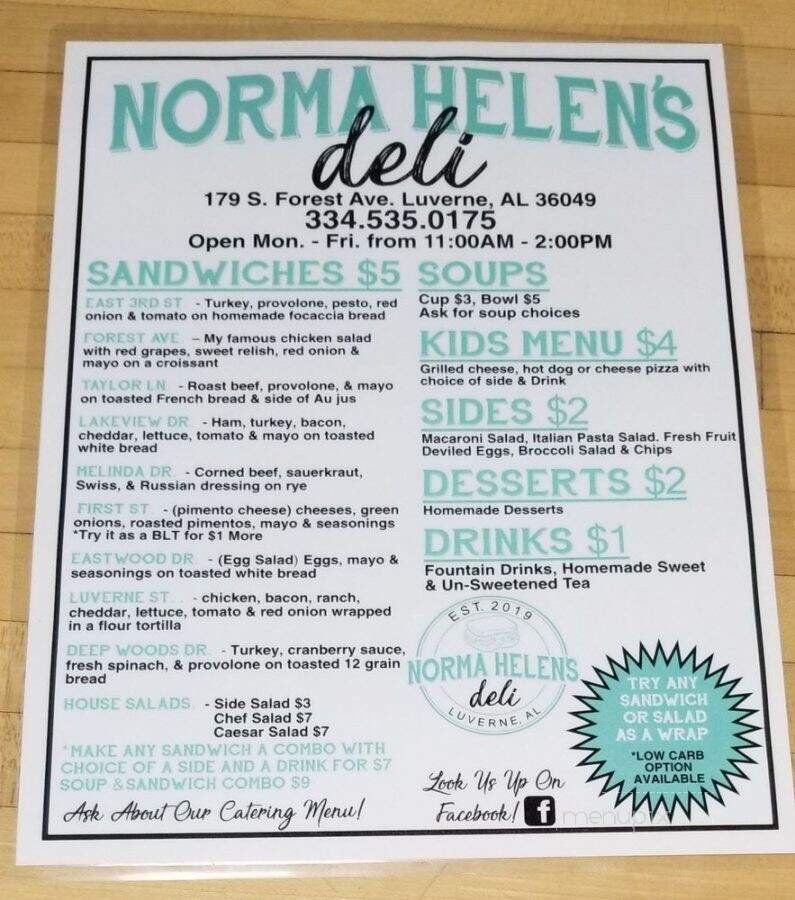 NORMA HELEN'S
deli
179 S. Forest Ave. Luverne, AL 36049
334.535.0175
Open Mon. - Fri. from 11:00AM - 2:00PM
SANDWICHES $5
EAST 3RD ST - Turkey, provolone, pesto, red
onion & tomato on homemade focaccia bread
FOREST AVE – My famous chicken salad
with red grapes, sweet relish, red onion &
mayo on a croissant
TAYLOR LN - Roast beef, provolone, & mayo
on toasted French bread & side of Au jus
LAKEVIEW DR - Ham, turkey, bacon,
cheddar, lettuce, tomato & mayo on toasted
white bread
MELINDA DR - Corned beef, sauerkraut,
Swiss, & Russian dressing on rye
FIRST ST - (pimento cheese) cheeses, green
onions, roasted pimentos, mayo & seasonings
*Try it as a BLT for $1 More
EASTWOOD DR - (Egg Salad) Eggs, mayo &
seasonings on toasted white bread
LUVERNE ST. - chicken, bacon, ranch,
cheddar, lettuce, tomato & red onion wrapped
in a flour tortilla
DEEP WOODS DR - Turkey, cranberry sauce,
fresh spinach, & provolone on toasted 12 grain
bread
HOUSE SALADS - Side Salad $3
Chef Salad $7
Caesar Salad $7
*MAKE ANY SANDWICH A COMBO WITH
CHOICE OF A SIDE AND A DRINK FOR $7
SOUP & SANDWICH COMBO $9
Ask About Our Catering Menu!
SOUPS
Cup $3, Bowl $5
Ask for soup choices
KIDS MENU $4
Grilled cheese, hot dog or cheese pizza with
choice of side & Drink
SIDES $2
Macaroni Salad, Italian Pasta Salad. Fresh Fruit
Deviled Eggs, Broccoli Salad & Chips
DESSERTS $2
Homemade Desserts
DRINKS $1
Fountain Drinks, Homemade Sweet
& Un-Sweetened Tea
EST. 2019
NORMA HELEN'S
deli
LUVERNE, AL
TRY ANY
SANDWICH
OR SALAD
AS A WRAP
*LOW CARB
OPTION
AVAILABLE
Look Us Up On
Facebook! f